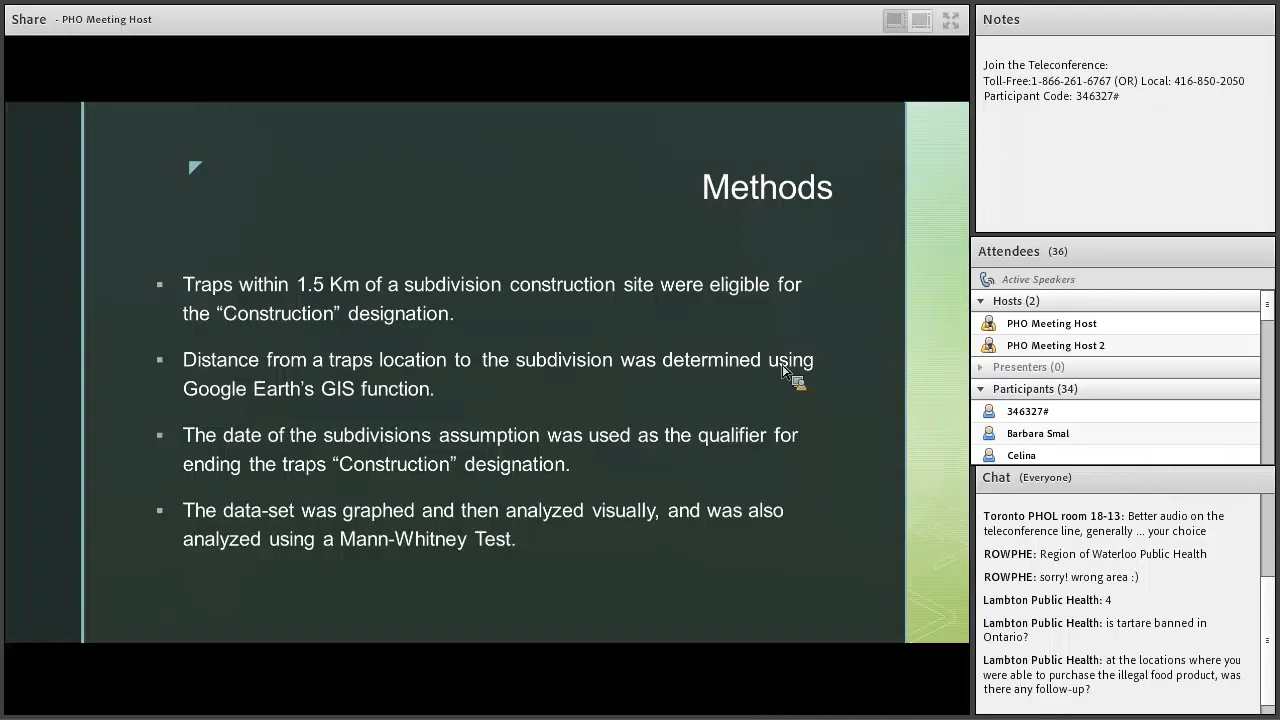 Share - PHO Meeting Host
Methods
▪ Traps within 1.5 Km of a subdivision construction site were eligible for
the “Construction” designation.
▪ Distance from a traps location to the subdivision was determined using
Google Earth’s GIS function.
▪ The date of the subdivisions assumption was used as the qualifier for
ending the traps “Construction” designation.
▪ The data-set was graphed and then analyzed visually, and was also
analyzed using a Mann-Whitney Test.
Notes
Join the Teleconference:
Toll-Free:1-866-261-6767 (OR) Local: 416-850-2050
Participant Code: 346327#
Attendees (36)
Active Speakers
Hosts (2)
PHO Meeting Host
PHO Meeting Host 2
Presenters (0)
Participants (34)
346327#
Barbara Smal
Celina
Chat (Everyone)
Toronto PHOL room 18-13: Better audio on the
teleconference line, generally ... your choice
ROWPHE: Region of Waterloo Public Health
ROWPHE: sorry! wrong area :)
Lambton Public Health: 4
Lambton Public Health: is tartare banned in
Ontario?
Lambton Public Health: at the locations where you
were able to purchase the illegal food product, was
there any follow-up?